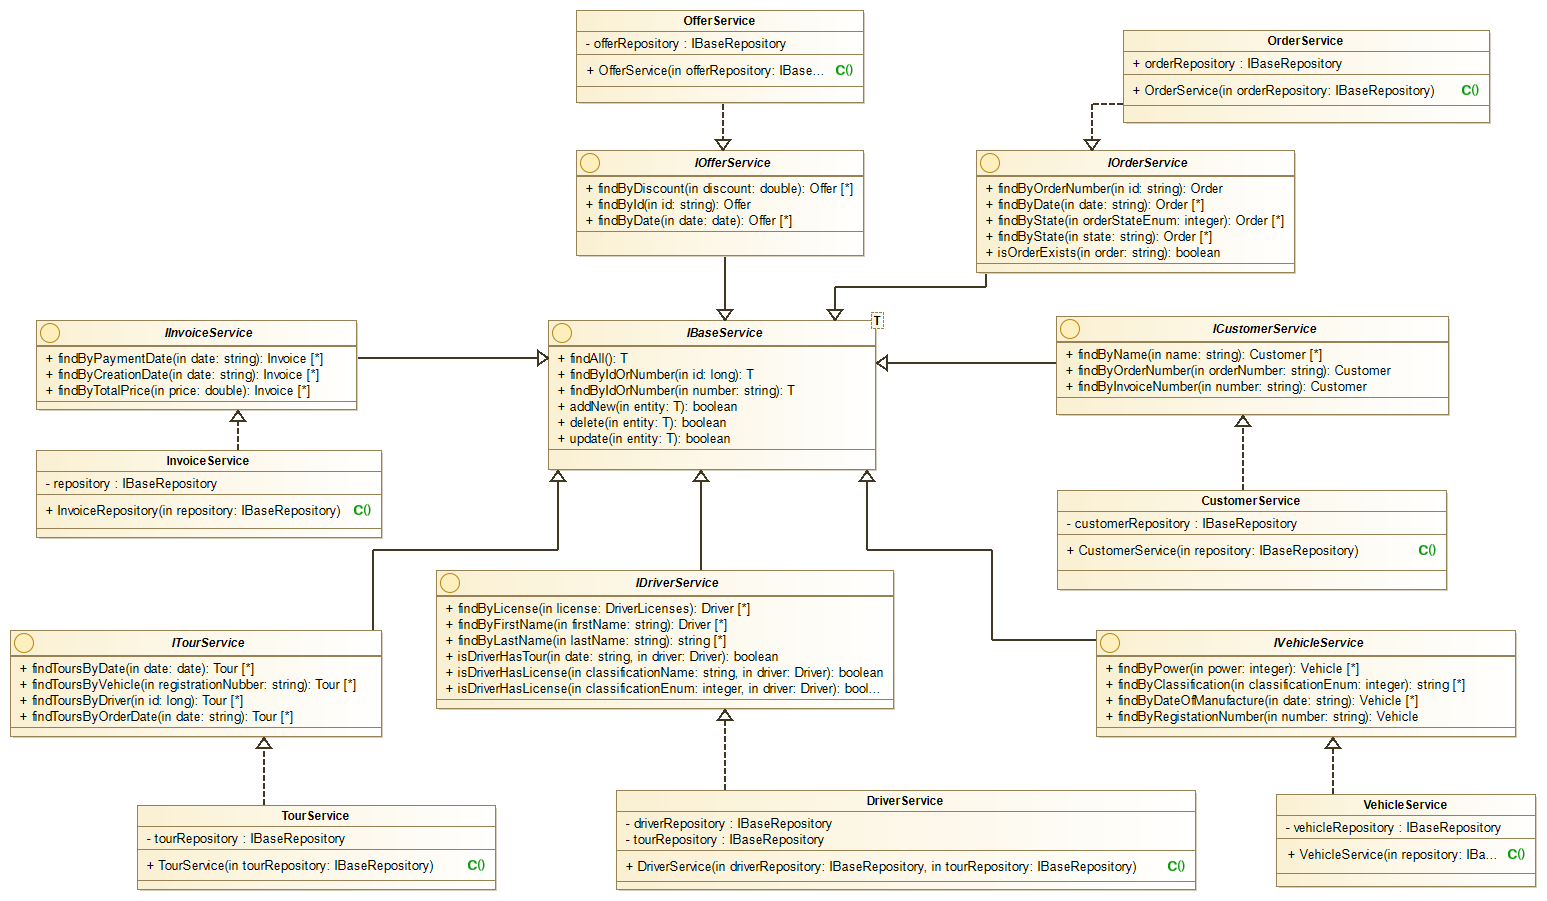 OfferService
- offerRepository : IBaseRepository
+ OfferService(in offerRepository: IBase... C()
OrderService
+ orderRepository : IBaseRepository
+ OrderService(in orderRepository: IBaseRepository) C()
IOfferService
+ findByDiscount(in discount: double): Offer [*]
+ findById(in id: string): Offer
+ findByDate(in date: date): Offer [*]
IOrderService
+ findByOrderNumber(in id: string): Order
+ findByDate(in date: string): Order [*]
+ findByState(in orderStateEnum: integer): Order [*]
+ findByState(in state: string): Order [*]
+ isOrderExists(in order: string): boolean
IInvoiceService
+ findByPaymentDate(in date: string): Invoice [*]
+ findByCreationDate(in date: string): Invoice [*]
+ findByTotalPrice(in price: double): Invoice [*]
T
IBaseService
+ findAll(): T
+ findByIdOrNumber(in id: long): T
+ findByIdOrNumber(in number: string): T
+ addNew(in entity: T): boolean
+ delete(in entity: T): boolean
+ update(in entity: T): boolean
ICustomerService
+ findByName(in name: string): Customer [*]
+ findByOrderNumber(in orderNumber: string): Customer
+ findByInvoiceNumber(in number: string): Customer
InvoiceService
- repository : IBaseRepository
+ InvoiceRepository(in repository: IBaseRepository) C()
CustomerService
- customerRepository : IBaseRepository
+ CustomerService(in repository: IBaseRepository) C()
ITourService
+ findToursByDate(in date: date): Tour [*]
+ findToursByVehicle(in registrationNubber: string): Tour [*]
+ findToursByDriver(in id: long): Tour [*]
+ findToursByOrderDate(in date: string): Tour [*]
IDriverService
+ findByLicense(in license: DriverLicenses): Driver [*]
+ findByFirstName(in firstName: string): Driver [*]
+ findByLastName(in lastName: string): string [*]
+ isDriverHasTour(in date: string, in driver: Driver): boolean
+ isDriverHasLicense(in classificationName: string, in driver: Driver): boolean
+ isDriverHasLicense(in classificationEnum: integer, in driver: Driver): bool...
IVehicleService
+ findByPower(in power: integer): Vehicle [*]
+ findByClassification(in classificationEnum: integer): string [*]
+ findByDateOfManufacture(in date: string): Vehicle [*]
+ findByRegistationNumber(in number: string): Vehicle
TourService
- tourRepository : IBaseRepository
+ TourService(in tourRepository: IBaseRepository) C()
DriverService
- driverRepository : IBaseRepository
- tourRepository : IBaseRepository
+ DriverService(in driverRepository: IBaseRepository, in tourRepository: IBaseRepository) C()
VehicleService
- vehicleRepository : IBaseRepository
+ VehicleService(in repository: IBa... C()